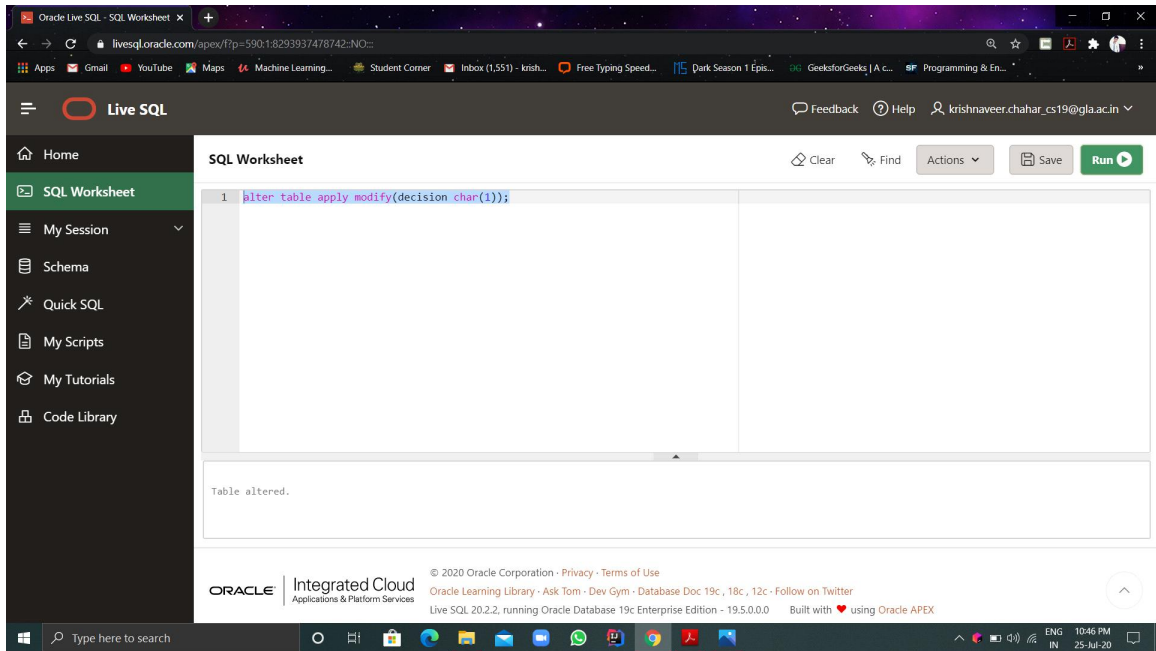 Oracle Live SQL - SQL Worksheet
livesql.oracle.com/apex/f?p=590:1:8293937478742::NO:::
Apps Gmail YouTube Maps Machine Learning... Student Corner Inbox (1,551) - krish... Free Typing Speed... Dark Season 1 Epis... GeeksforGeeks | A c... SF Programming & En... »
Live SQL Feedback Help krishnaveer.chahar_cs19@gla.ac.in
Home
SQL Worksheet
My Session
Schema
Quick SQL
My Scripts
My Tutorials
Code Library
SQL Worksheet Clear Find Actions Save Run
1 alter table apply modify(decision char(1));
Table altered.
ORACLE Integrated Cloud
Applications & Platform Services
© 2020 Oracle Corporation · Privacy · Terms of Use
Oracle Learning Library · Ask Tom · Dev Gym · Database Doc 19c , 18c , 12c · Follow on Twitter
Live SQL 20.2.2, running Oracle Database 19c Enterprise Edition - 19.5.0.0.0 Built with ❤ using Oracle APEX
Type here to search
ENG
IN
10:46 PM
25-Jul-20